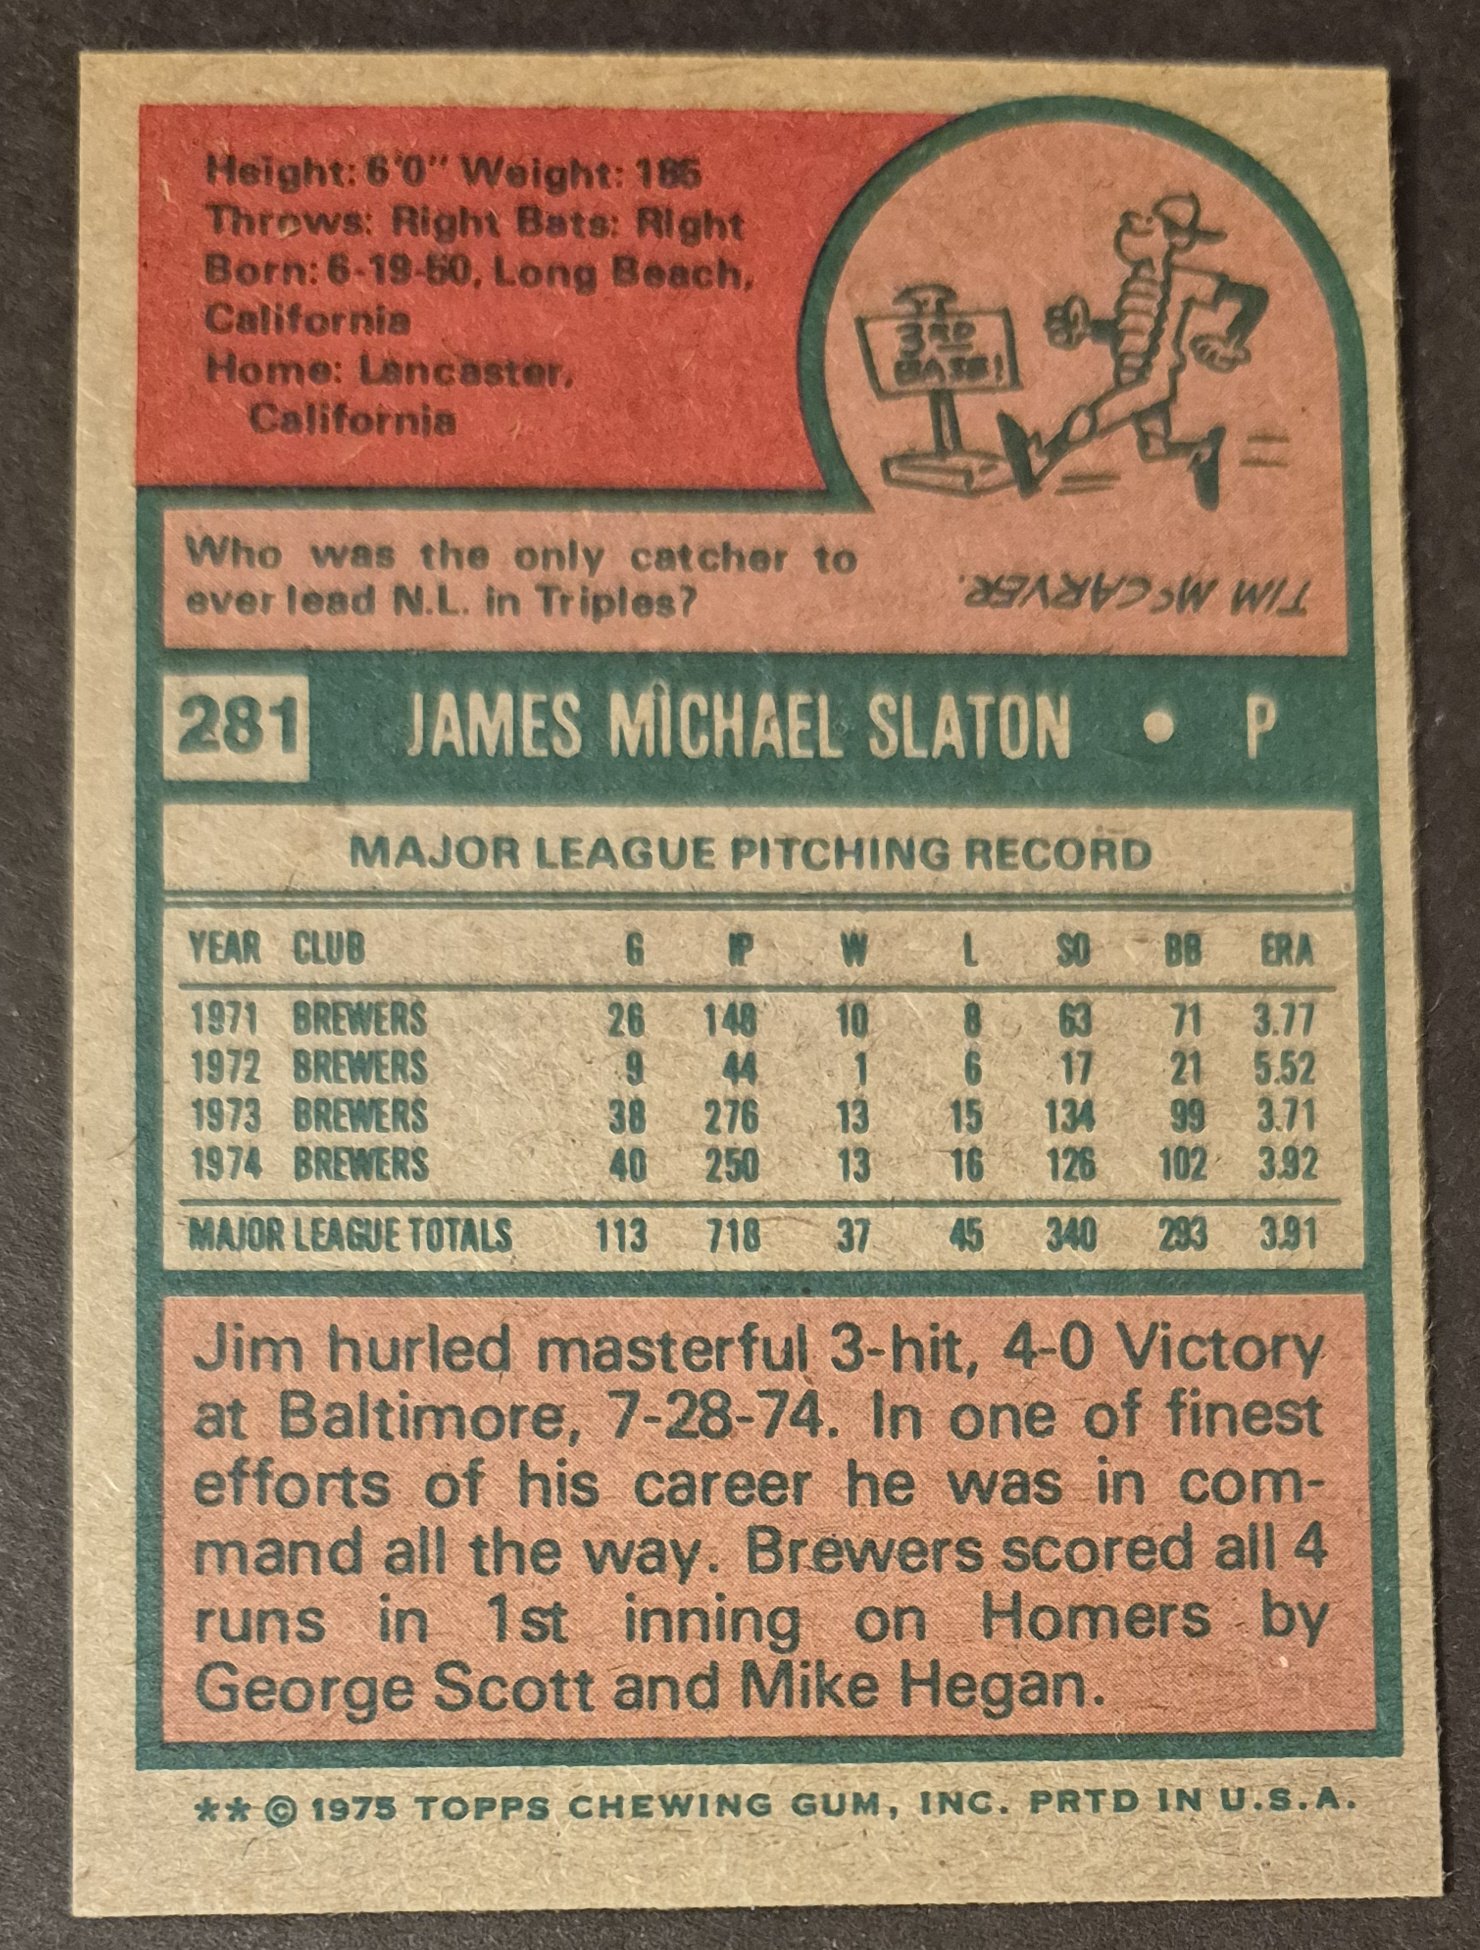 Height: 6'0" Weight: 185
Throws: Right Bats: Right
Born: 6-19-50, Long Beach,
California
Home: Lancaster,
California
3RD
BASE!
Who was the only catcher to
ever lead N.L. in Triples?
TIM McCARVER.
281 JAMES MICHAEL SLATON • P
MAJOR LEAGUE PITCHING RECORD
YEAR CLUB G IP W L SO BB ERA
1971 BREWERS 26 148 10 8 63 71 3.77
1972 BREWERS 9 44 1 6 17 21 5.52
1973 BREWERS 38 276 13 15 134 99 3.71
1974 BREWERS 40 250 13 16 126 102 3.92
MAJOR LEAGUE TOTALS 113 718 37 45 340 293 3.91
Jim hurled masterful 3-hit, 4-0 Victory
at Baltimore, 7-28-74. In one of finest
efforts of his career he was in com-
mand all the way. Brewers scored all 4
runs in 1st inning on Homers by
George Scott and Mike Hegan.
**© 1975 TOPPS CHEWING GUM, INC. PRTD IN U.S.A.